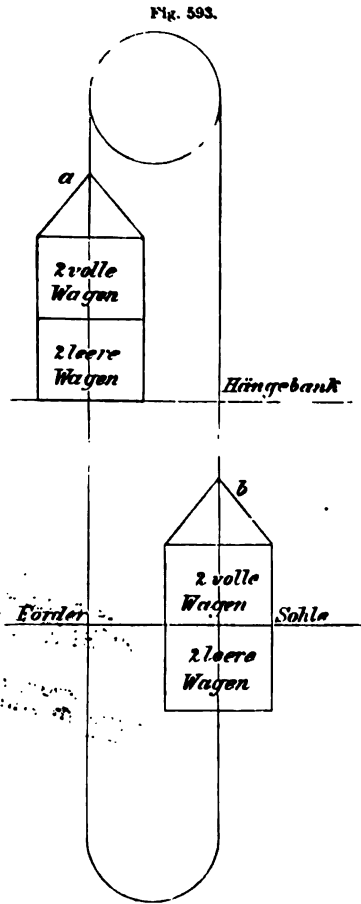 Fig. 593.
a
2 volle
Wagen
2 leere
Wagen
Hängebank
b
2 volle
Wagen
Förder Sohle
2 leere
Wagen